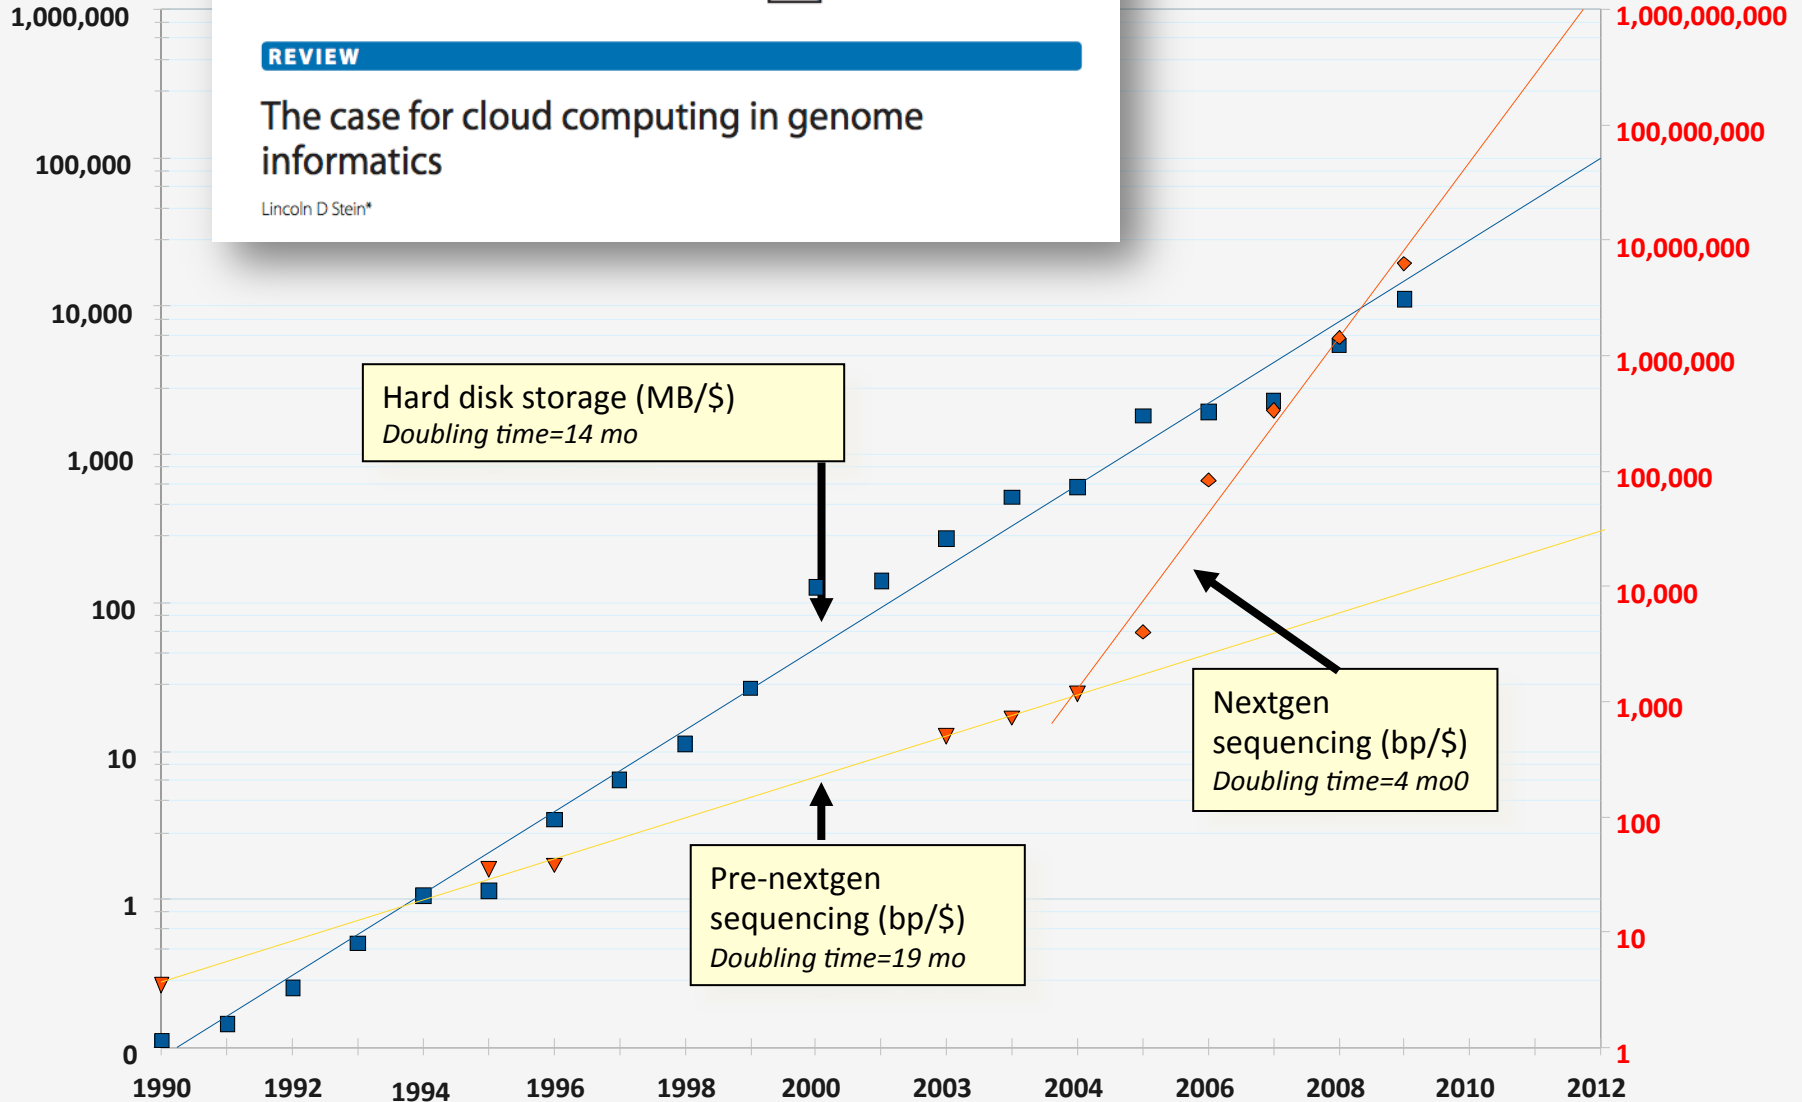 REVIEW
The case for cloud computing in genome
informatics
Lincoln D Stein*
1,000,000
100,000
10,000
1,000
100
10
1
0
1,000,000,000
100,000,000
10,000,000
1,000,000
100,000
10,000
1,000
100
10
1
Hard disk storage (MB/$)
Doubling time=14 mo
Nextgen
sequencing (bp/$)
Doubling time=4 mo0
Pre-nextgen
sequencing (bp/$)
Doubling time=19 mo
1990 1992 1994 1996 1998 2000 2003 2004 2006 2008 2010 2012